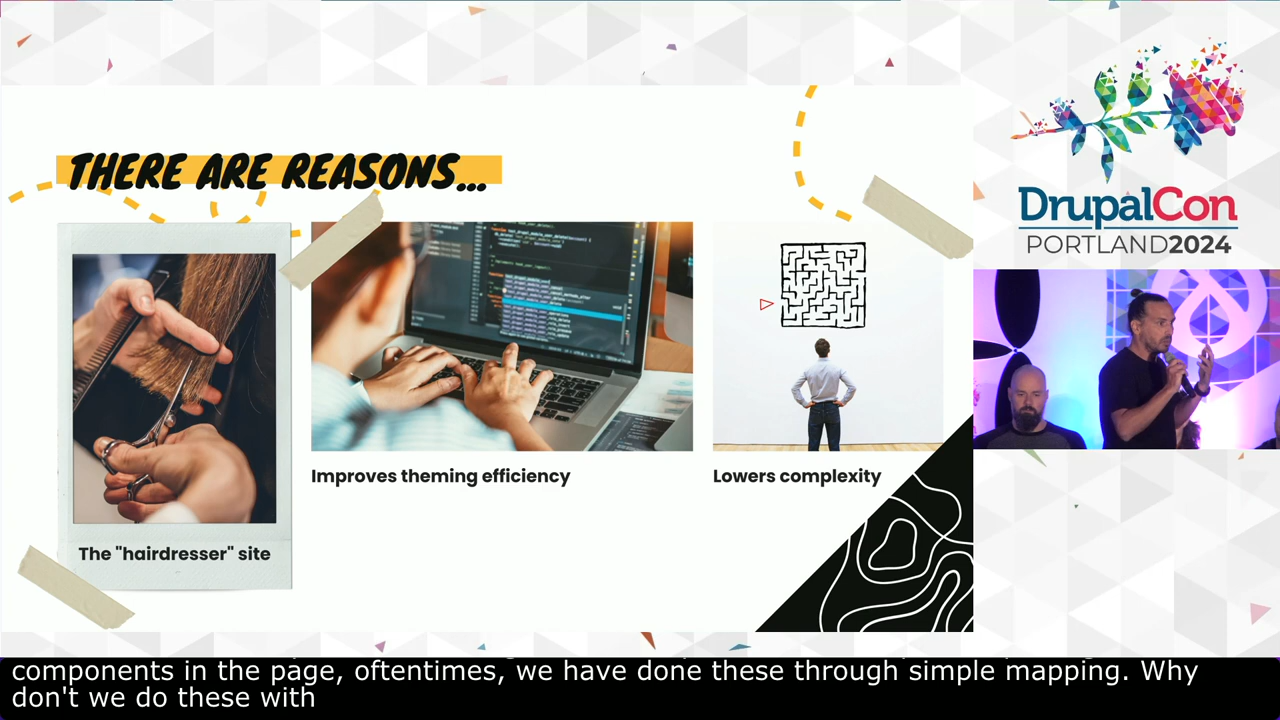 THERE ARE REASONS...
The "hairdresser" site
Improves theming efficiency
Lowers complexity
DrupalCon
PORTLAND2024
components in the page, oftentimes, we have done these through simple mapping. Why
don't we do these with